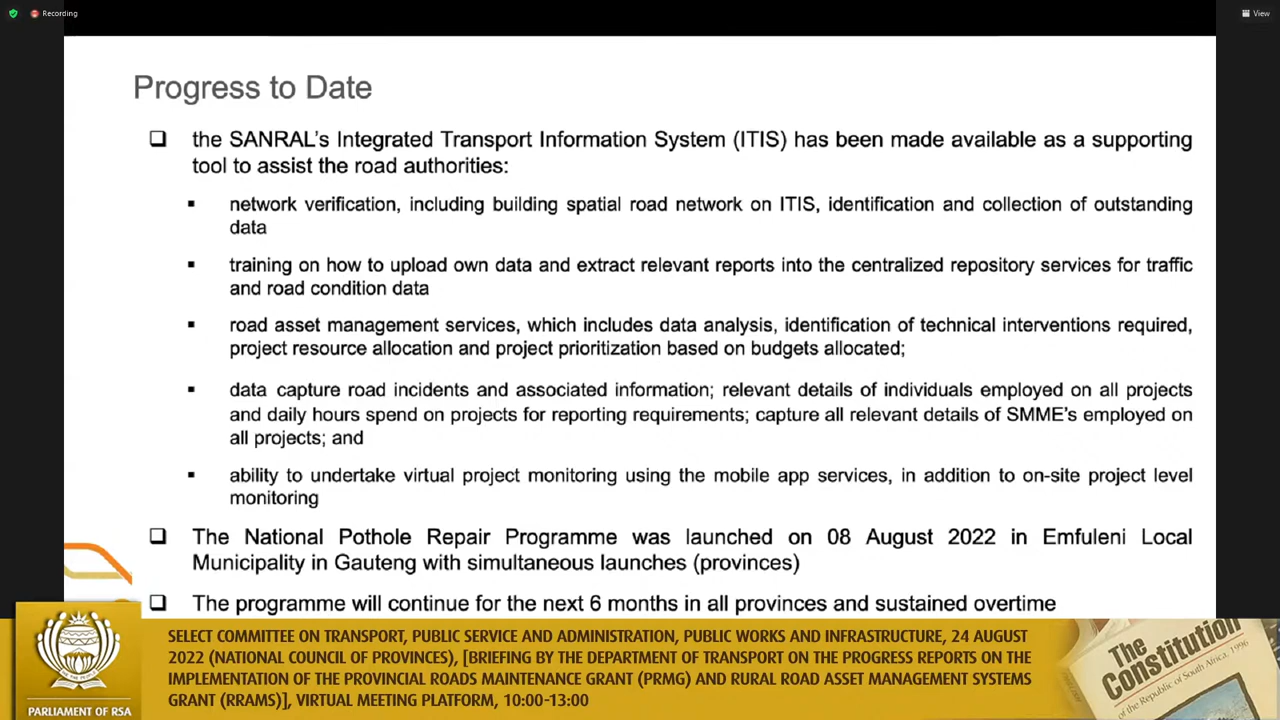 Recording
View
Progress to Date
the SANRAL's Integrated Transport Information System (ITIS) has been made available as a supporting
tool to assist the road authorities:
network verification, including building spatial road network on ITIS, identification and collection of outstanding
data
training on how to upload own data and extract relevant reports into the centralized repository services for traffic
and road condition data
road asset management services, which includes data analysis, identification of technical interventions required,
project resource allocation and project prioritization based on budgets allocated;
data capture road incidents and associated information; relevant details of individuals employed on all projects
and daily hours spend on projects for reporting requirements; capture all relevant details of SMME's employed on
all projects; and
ability to undertake virtual project monitoring using the mobile app services, in addition to on-site project level
monitoring
The National Pothole Repair Programme was launched on 08 August 2022 in Emfuleni Local
Municipality in Gauteng with simultaneous launches (provinces)
The programme will continue for the next 6 months in all provinces and sustained overtime
SELECT COMMITTEE ON TRANSPORT, PUBLIC SERVICE AND ADMINISTRATION, PUBLIC WORKS AND INFRASTRUCTURE, 24 AUGUST
2022 (NATIONAL COUNCIL OF PROVINCES), [BRIEFING BY THE DEPARTMENT OF TRANSPORT ON THE PROGRESS REPORTS ON THE
IMPLEMENTATION OF THE PROVINCIAL ROADS MAINTENANCE GRANT (PRMG) AND RURAL ROAD ASSET MANAGEMENT SYSTEMS
GRANT (RRAMS)], VIRTUAL MEETING PLATFORM, 10:00-13:00
PARLIAMENT OF RSA
The
Constitution
of the Republic of South Africa, 1996